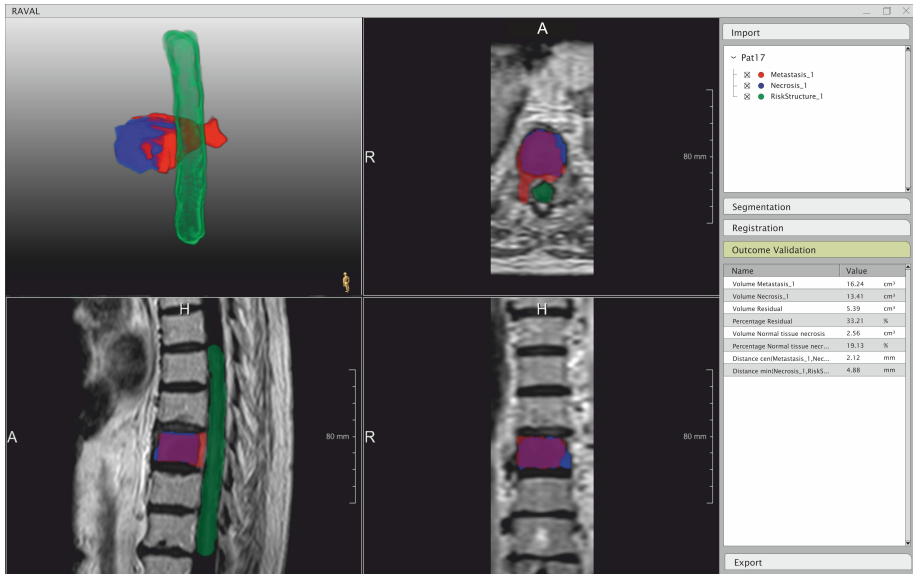 RAVAL
A
R
80 mm
H
A
80 mm
H
R
80 mm
Import
Pat17
Metastasis_1
Necrosis_1
RiskStructure_1
Segmentation
Registration
Outcome Validation
Name Value
Volume Metastasis_1 16.24 cm³
Volume Necrosis_1 13.41 cm³
Volume Residual 5.39 cm³
Percentage Residual 33.21 %
Volume Normal tissue necrosis 2.56 cm³
Percentage Normal tissue necr... 19.13 %
Distance cen(Metastasis_1,Nec... 2.12 mm
Distance min(Necrosis_1,RiskS... 4.88 mm
Export